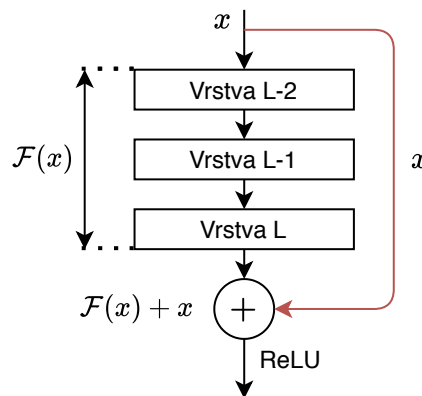 x
Vrstva L-2
F(x)
Vrstva L-1
x
Vrstva L
F(x) + x
+
ReLU